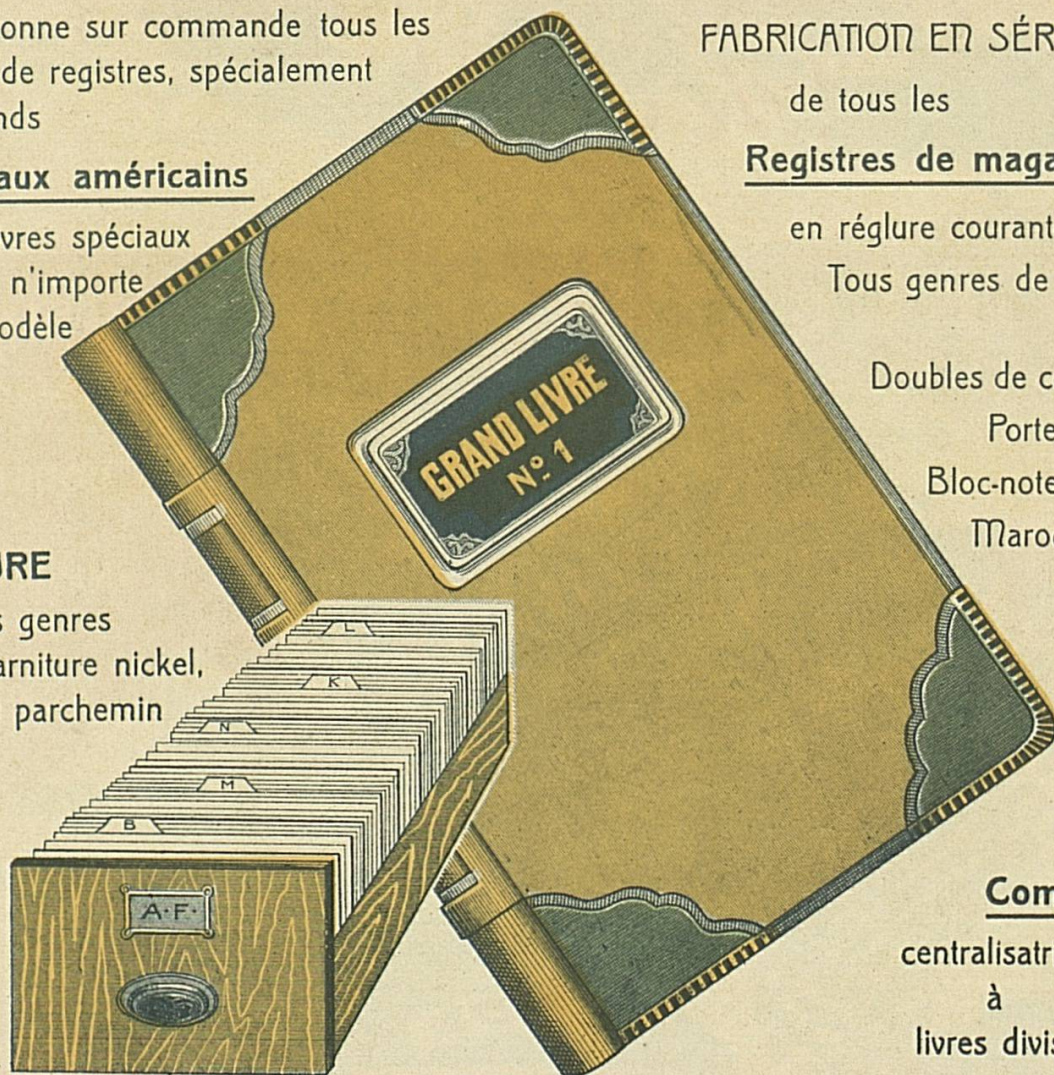 onne sur commande tous les
de registres, spécialement
nds
aux américains
vres spéciaux
n'importe
odèle
URE
s genres
arniture nickel,
parchemin
FABRICATION EN SÉR
de tous les
Registres de maga
en réglure courant
Tous genres de
Doubles de c
Porte
Bloc-note
Maro
GRAND LIVRE
Nº 1
L
K
N
M
B
A·F·
Com
centralisatr
à
livres divis